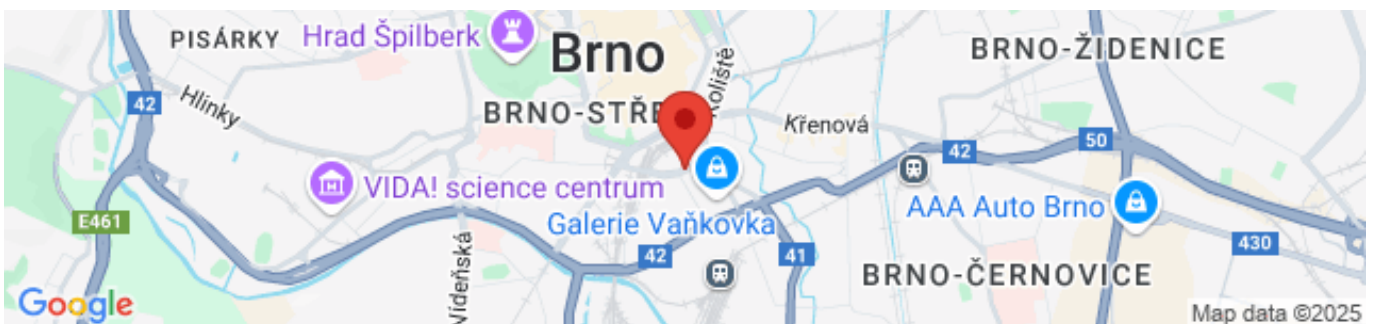 PISÁRKY
Hrad Špilberk
Brno
Koliště
BRNO-ŽIDENICE
42
Hlinky
BRNO-STŘE
Křenová
50
42
VIDA! science centrum
AAA Auto Brno
E461
Galerie Vaňkovka
430
42
41
Vídeňská
BRNO-ČERNOVICE
Google
Map data ©2025